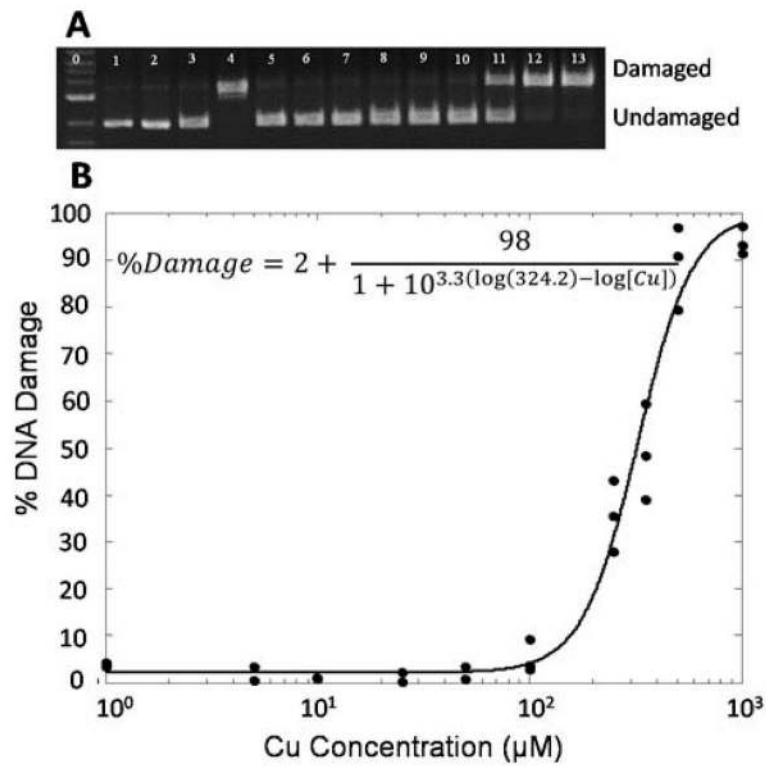 A
0 1 2 3 4 5 6 7 8 9 10 11 12 13
Damaged
Undamaged
B
%Damage = 2 + 98 / 1 + 10^3.3(log(324.2)−log[Cu])
100
90
80
70
60
50
40
30
20
10
0
% DNA Damage
10^0 10^1 10^2 10^3
Cu Concentration (μM)